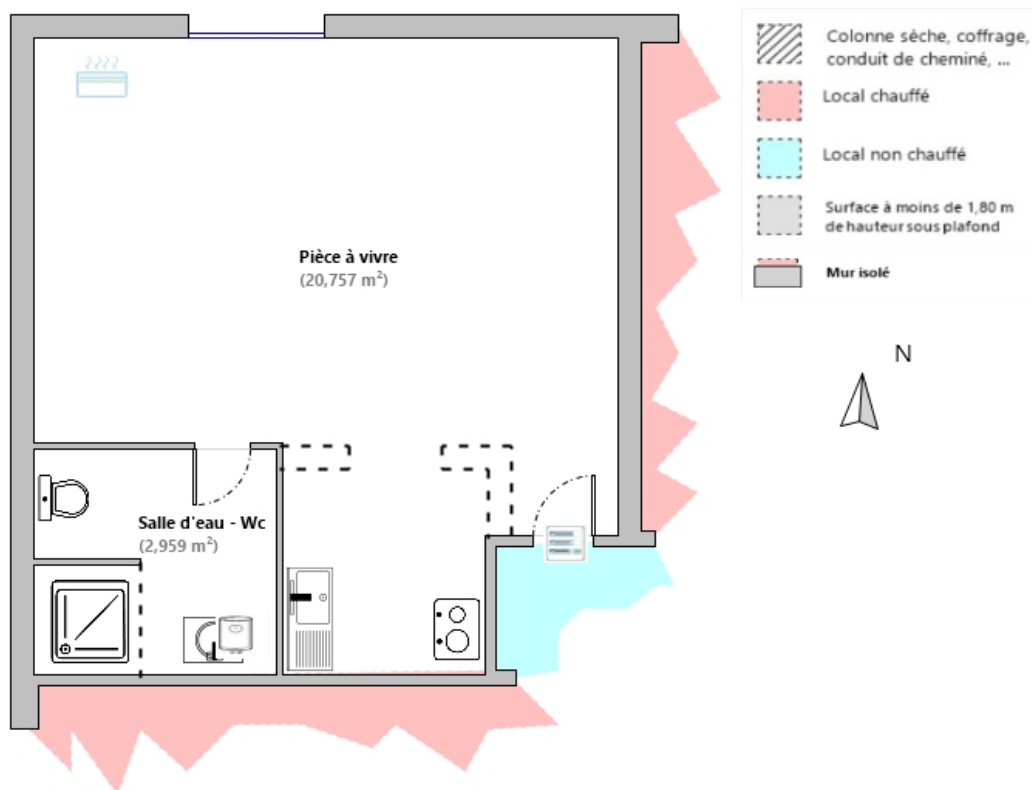 Colonne sèche, coffrage,
conduit de cheminé, ...
Local chauffé
Local non chauffé
Surface à moins de 1,80 m
de hauteur sous plafond
Mur isolé
N
Pièce à vivre
(20,757 m²)
Salle d'eau - Wc
(2,959 m²)